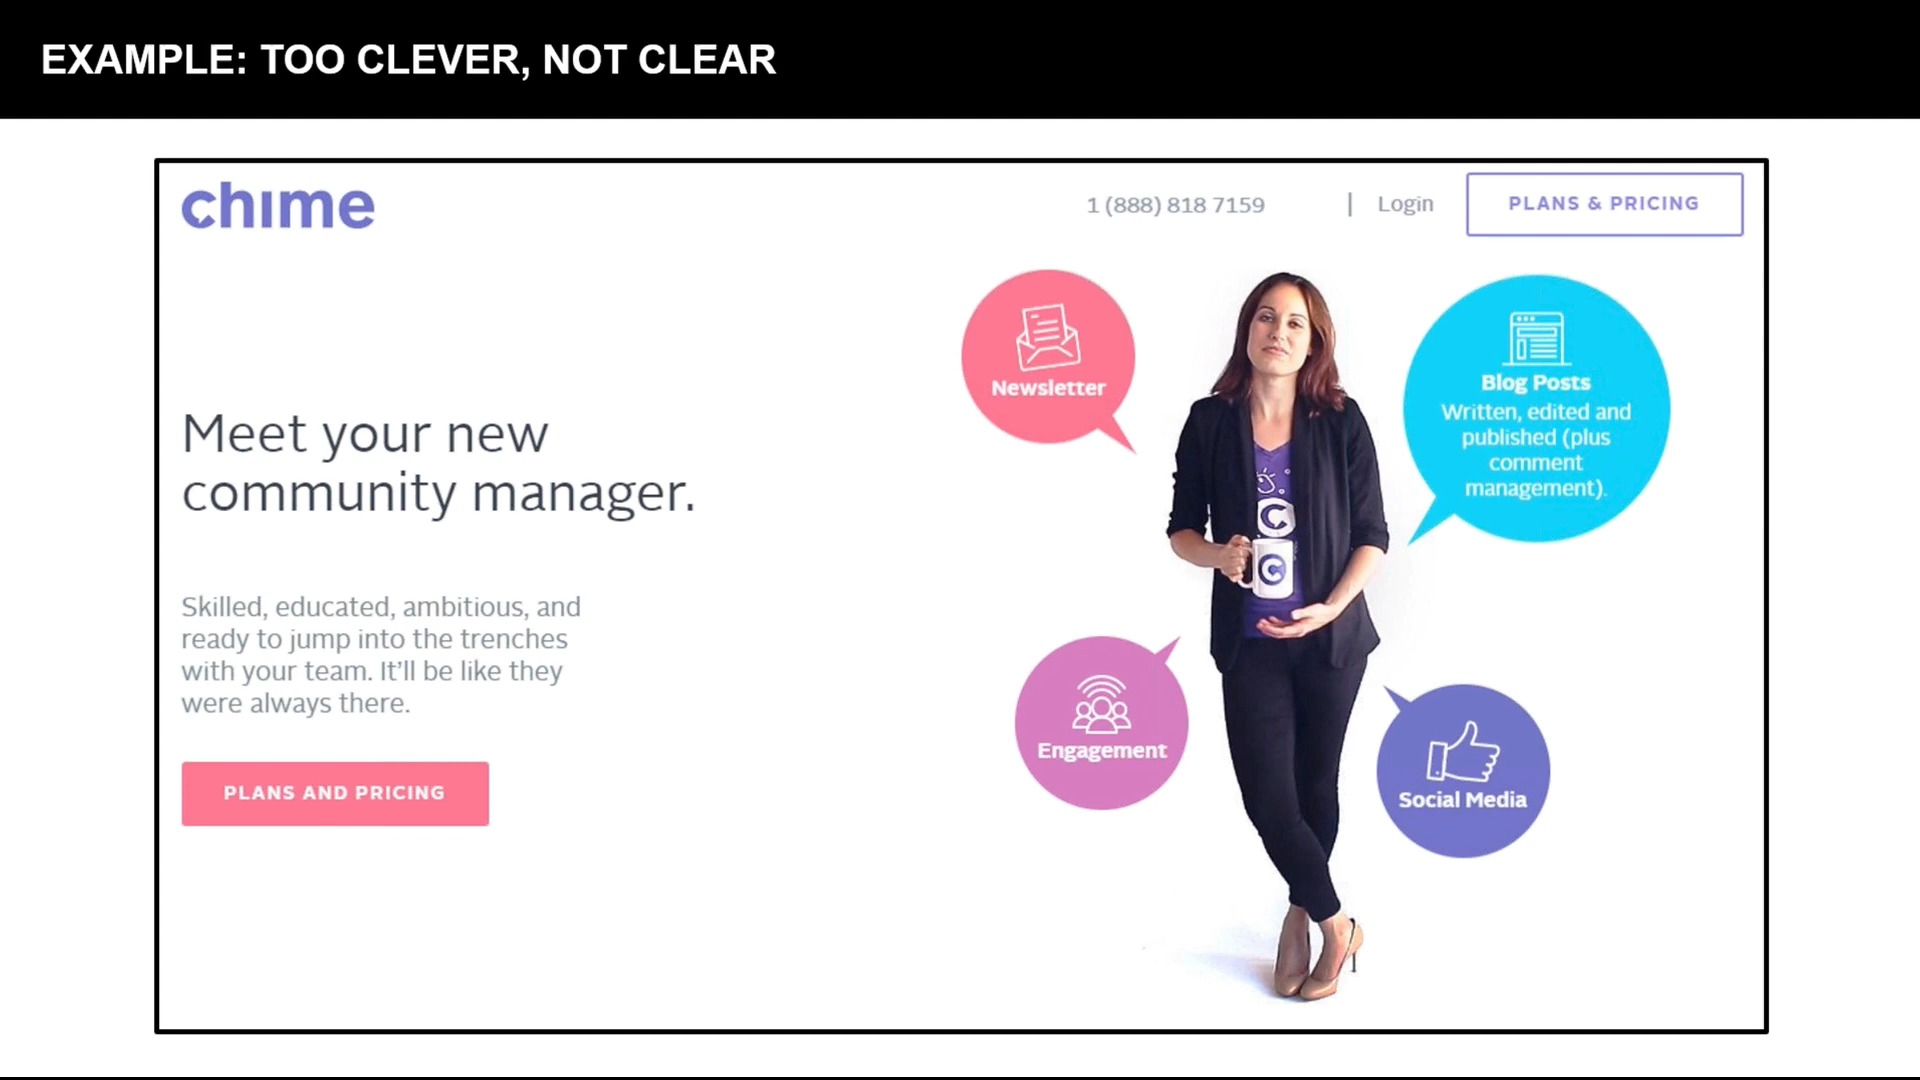 EXAMPLE: TOO CLEVER, NOT CLEAR
chime
1 (888) 818 7159 | Login PLANS & PRICING
Meet your new
community manager.
Skilled, educated, ambitious, and
ready to jump into the trenches
with your team. It’ll be like they
were always there.
PLANS AND PRICING
Newsletter
Blog Posts
Written, edited and
published (plus
comment
management).
C
C
Engagement
Social Media